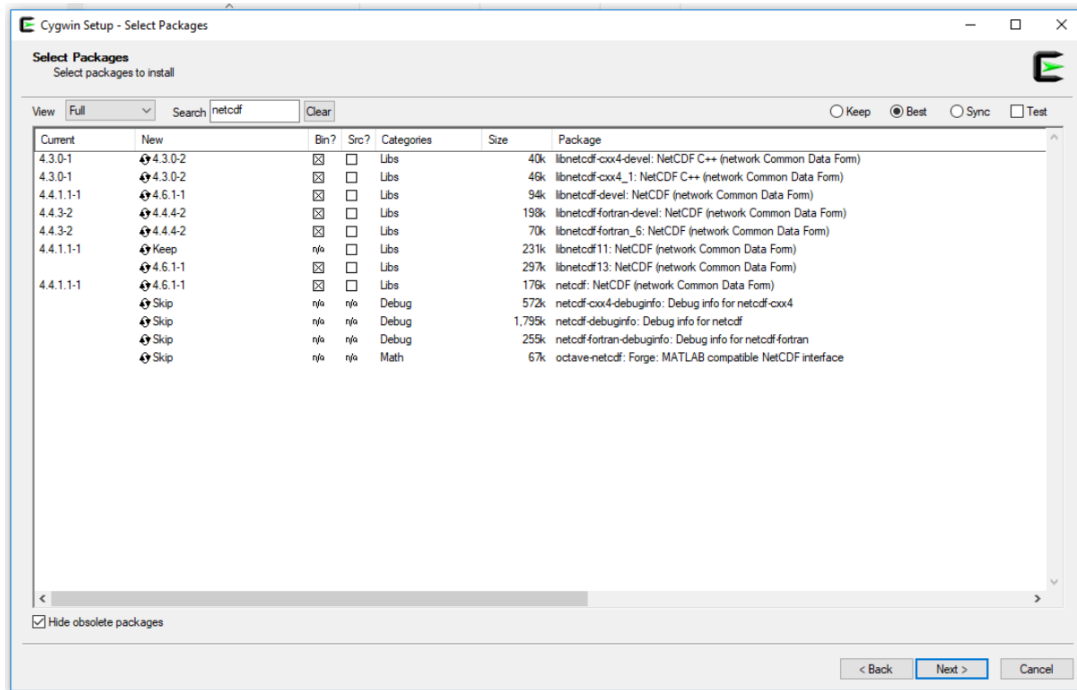 Cygwin Setup - Select Packages
Select Packages
Select packages to install
View Full Search netcdf Clear Keep Best Sync Test
Current New Bin? Src? Categories Size Package
4.3.0-1 4.3.0-2 Libs 40k libnetcdf-cxx4-devel: NetCDF C++ (network Common Data Form)
4.3.0-1 4.3.0-2 Libs 46k libnetcdf-cxx4_1: NetCDF C++ (network Common Data Form)
4.4.1.1-1 4.6.1-1 Libs 94k libnetcdf-devel: NetCDF (network Common Data Form)
4.4.3-2 4.4.4-2 Libs 198k libnetcdf-fortran-devel: NetCDF (network Common Data Form)
4.4.3-2 4.4.4-2 Libs 70k libnetcdf-fortran_6: NetCDF (network Common Data Form)
4.4.1.1-1 Keep n/a Libs 231k libnetcdf11: NetCDF (network Common Data Form)
4.6.1-1 Libs 297k libnetcdf13: NetCDF (network Common Data Form)
4.4.1.1-1 4.6.1-1 Libs 176k netcdf: NetCDF (network Common Data Form)
Skip n/a n/a Debug 572k netcdf-cxx4-debuginfo: Debug info for netcdf-cxx4
Skip n/a n/a Debug 1,795k netcdf-debuginfo: Debug info for netcdf
Skip n/a n/a Debug 255k netcdf-fortran-debuginfo: Debug info for netcdf-fortran
Skip n/a n/a Math 67k octave-netcdf: Forge: MATLAB compatible NetCDF interface
Hide obsolete packages
< Back Next > Cancel